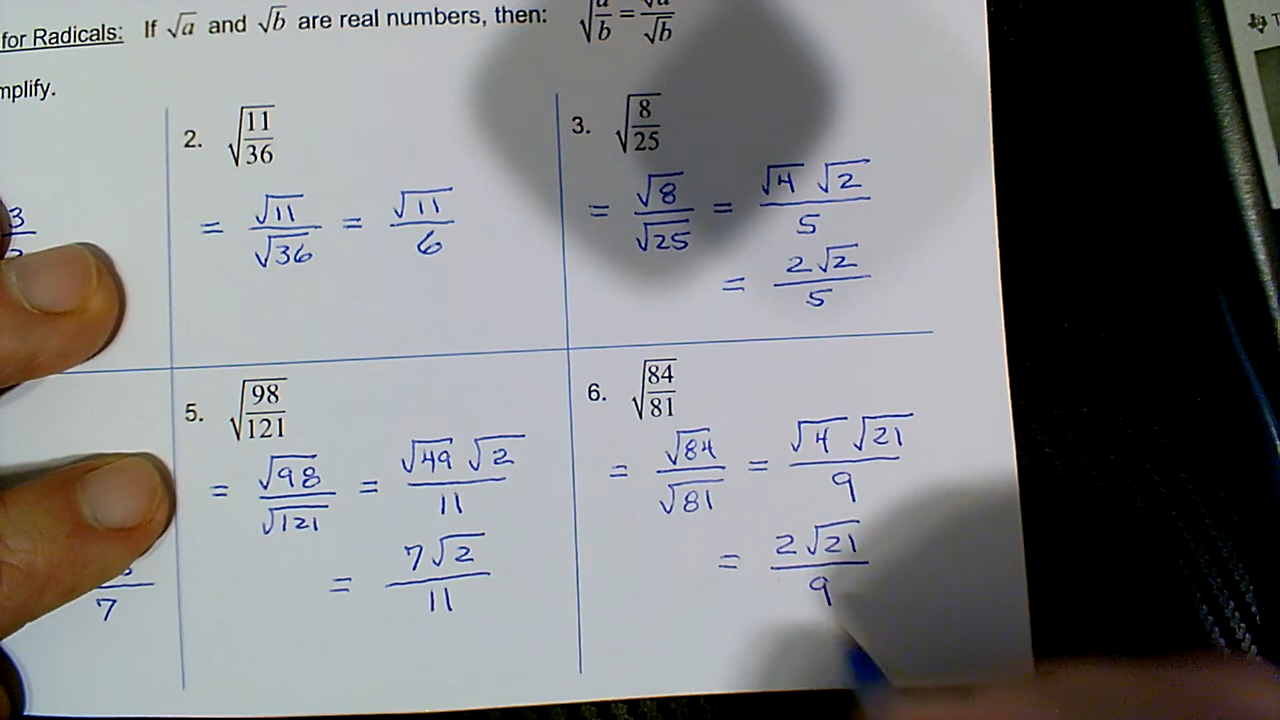 for Radicals: If √a and √b are real numbers, then: √(a/b) = √a/√b
mplify.
2. √(11/36)
= √11/√36 = √11/6
3. √(8/25)
= √8/√25 = √4 √2/5
= 2√2/5
3
5. √(98/121)
= √98/√121 = √49 √2/11
= 7√2/11
6. √(84/81)
= √84/√81 = √4 √21/9
= 2√21/9
7